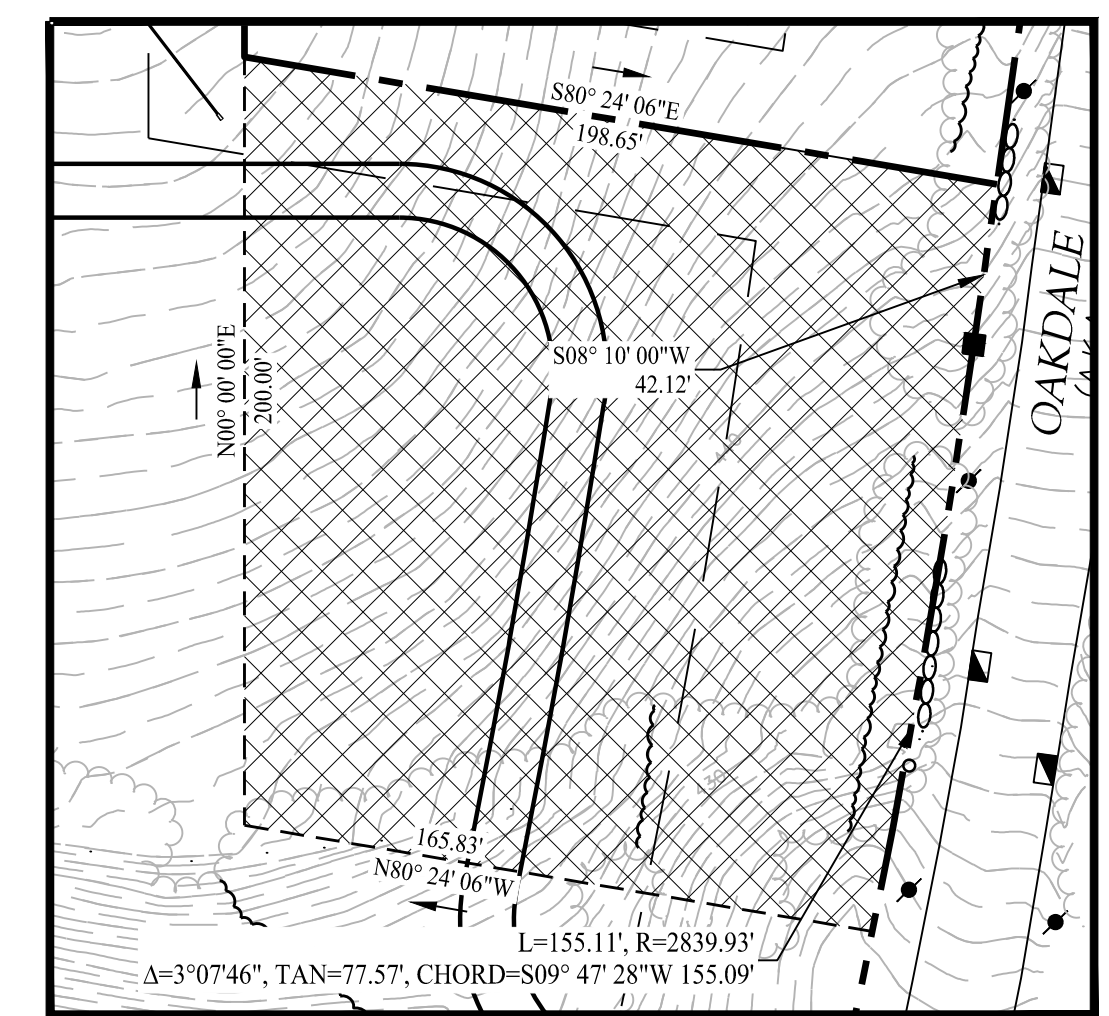 S80° 24' 06"E
198.65'
N00° 00' 00"E
200.00'
S08° 10' 00"W
42.12'
OAKDALE
165.83'
N80° 24' 06"W
L=155.11', R=2839.93'
Δ=3°07'46", TAN=77.57', CHORD=S09° 47' 28"W 155.09'